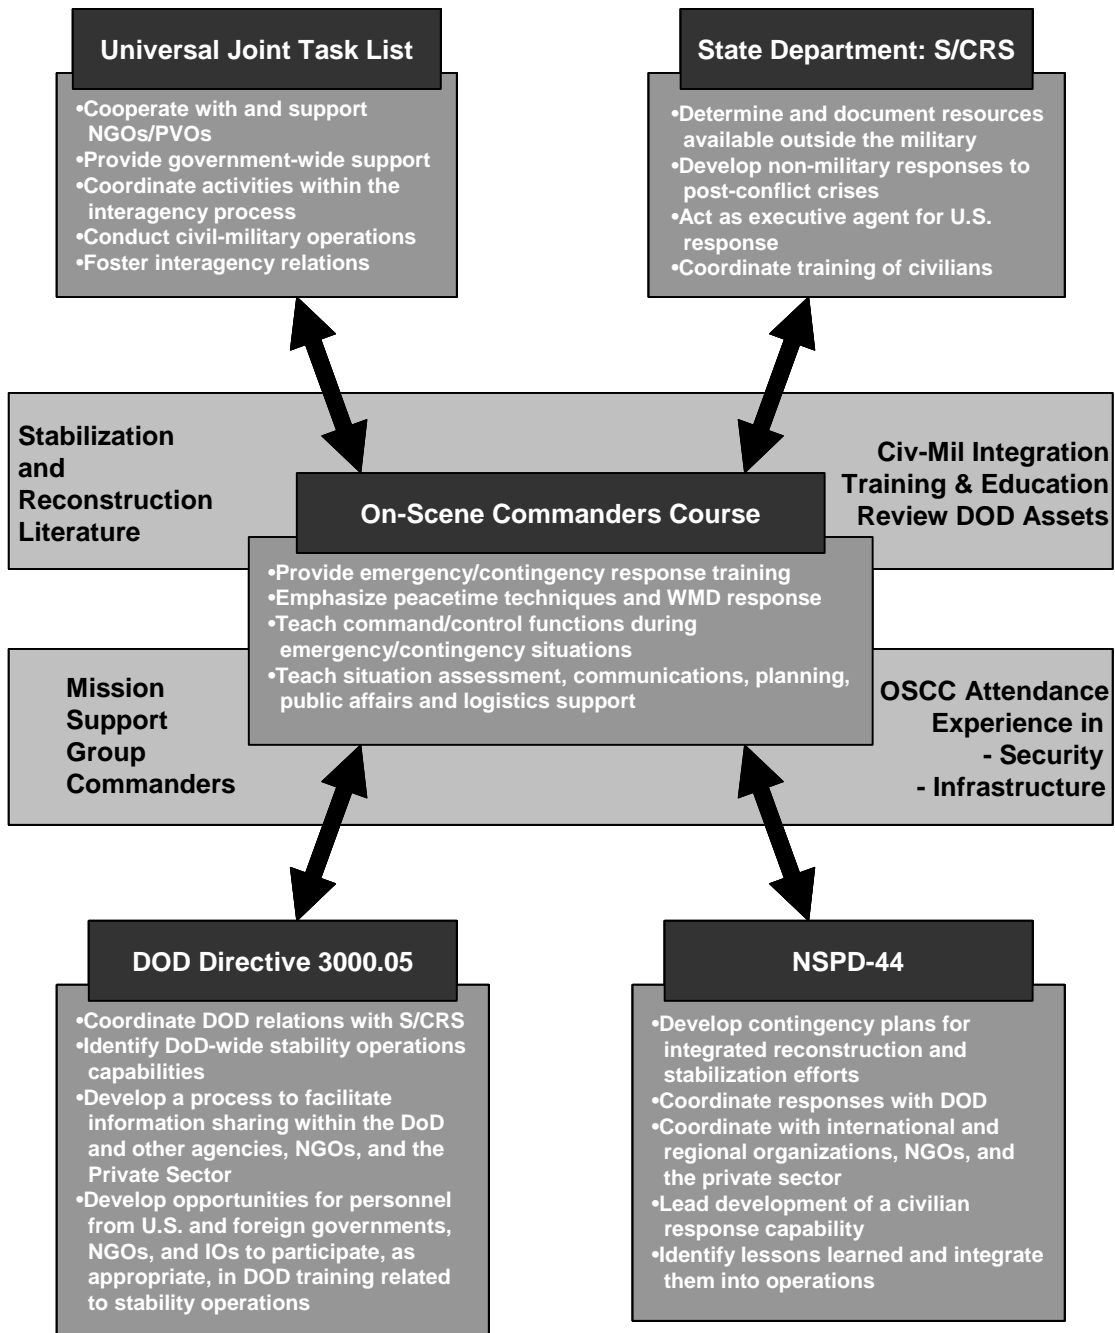 Universal Joint Task List
•Cooperate with and support
NGOs/PVOs
•Provide government-wide support
•Coordinate activities within the
interagency process
•Conduct civil-military operations
•Foster interagency relations
State Department: S/CRS
•Determine and document resources
available outside the military
•Develop non-military responses to
post-conflict crises
•Act as executive agent for U.S.
response
•Coordinate training of civilians
Stabilization
and
Reconstruction
Literature
Civ-Mil Integration
Training & Education
Review DOD Assets
On-Scene Commanders Course
•Provide emergency/contingency response training
•Emphasize peacetime techniques and WMD response
•Teach command/control functions during
emergency/contingency situations
•Teach situation assessment, communications, planning,
public affairs and logistics support
Mission
Support
Group
Commanders
OSCC Attendance
Experience in
- Security
- Infrastructure
DOD Directive 3000.05
•Coordinate DOD relations with S/CRS
•Identify DoD-wide stability operations
capabilities
•Develop a process to facilitate
information sharing within the DoD
and other agencies, NGOs, and the
Private Sector
•Develop opportunities for personnel
from U.S. and foreign governments,
NGOs, and IOs to participate, as
appropriate, in DOD training related
to stability operations
NSPD-44
•Develop contingency plans for
integrated reconstruction and
stabilization efforts
•Coordinate responses with DOD
•Coordinate with international and
regional organizations, NGOs, and
the private sector
•Lead development of a civilian
response capability
•Identify lessons learned and integrate
them into operations